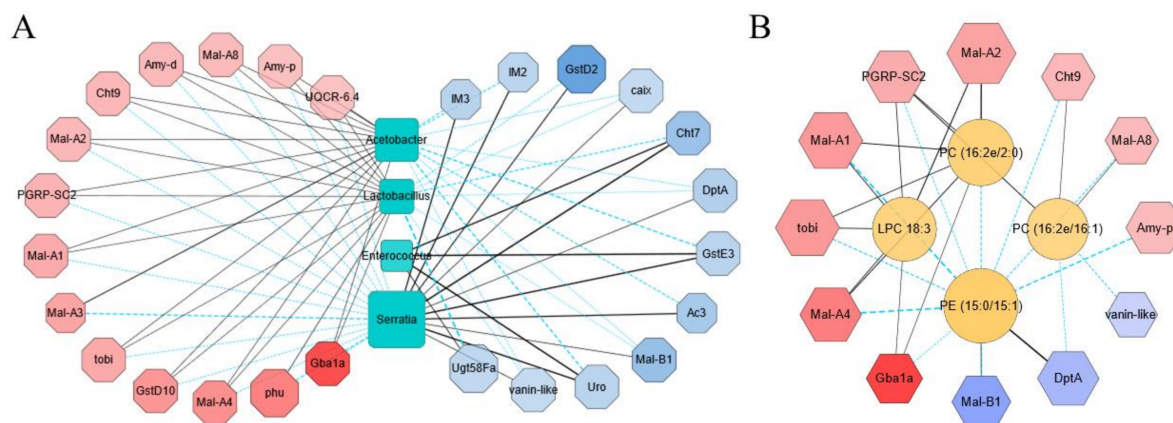 A
B
Mal-A8
Amy-d
Amy-p
UQCR-6.4
Cht9
Mal-A2
PGRP-SC2
Mal-A1
Mal-A3
tobi
GstD10
Mal-A4
phu
Gba1a
Acetobacter
Lactobacillus
Enterococcus
Serratia
IM3
IM2
GstD2
caix
Cht7
DptA
GstE3
Ac3
Mal-B1
Uro
vanin-like
Ugt58Fa
Mal-A2
PGRP-SC2
Cht9
Mal-A1
Mal-A8
PC (16:2e/2:0)
tobi
LPC 18:3
PC (16:2e/16:1)
Amy-p
Mal-A4
PE (15:0/15:1)
vanin-like
Gba1a
Mal-B1
DptA